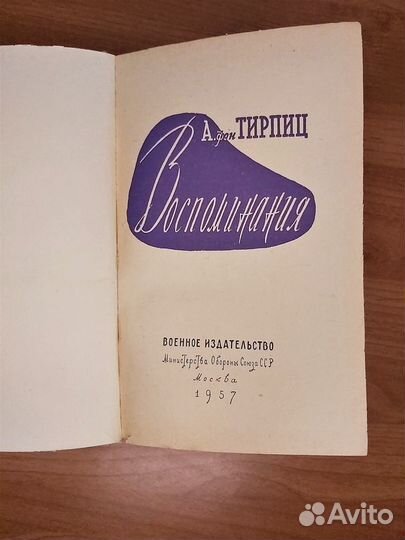 А. фон ТИРПИЦ
Воспоминания
ВОЕННОЕ ИЗДАТЕЛЬСТВО
Министерства Обороны Союза ССР
Москва
1957
Avito